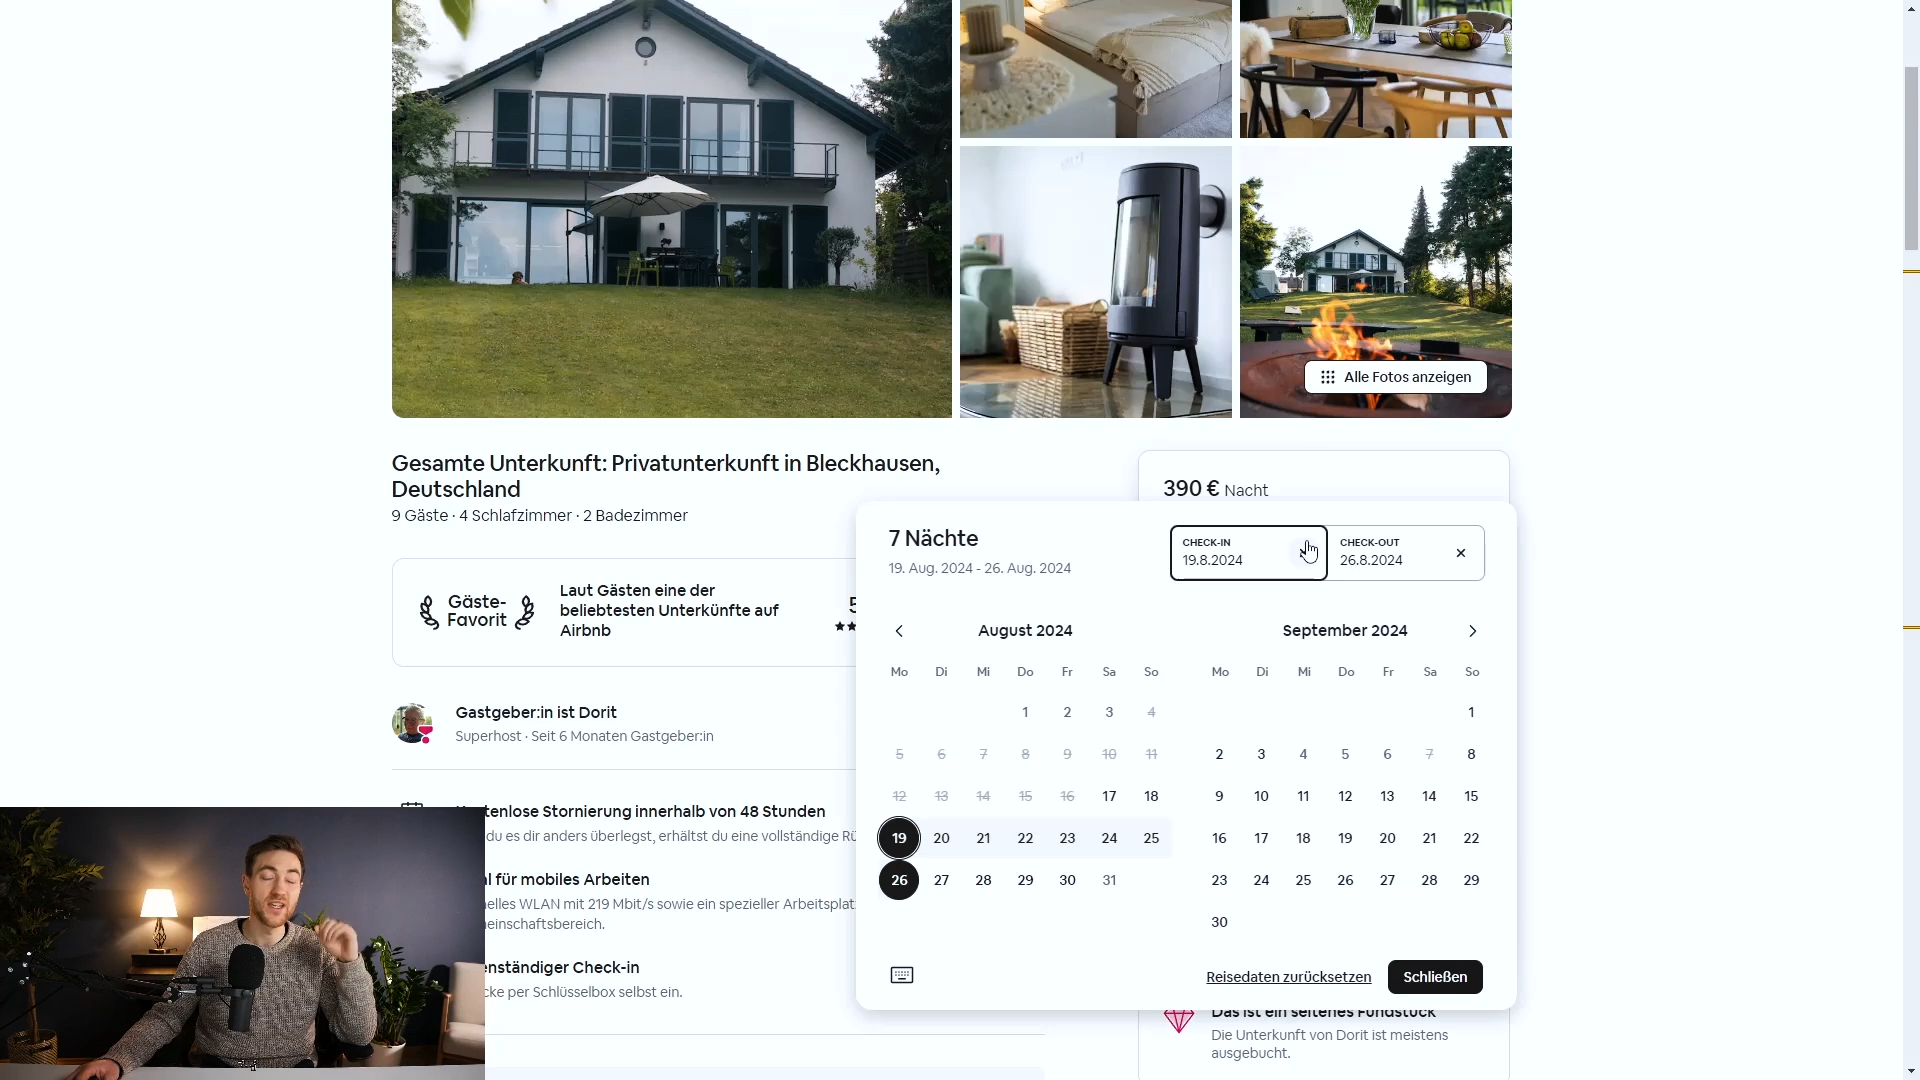 Alle Fotos anzeigen
Gesamte Unterkunft: Privatunterkunft in Bleckhausen,
Deutschland
9 Gäste · 4 Schlafzimmer · 2 Badezimmer
390 € Nacht
Gäste-
Favorit
Laut Gästen eine der
beliebtesten Unterkünfte auf
Airbnb
Gastgeber:in ist Dorit
Superhost · Seit 6 Monaten Gastgeber:in
tenlose Stornierung innerhalb von 48 Stunden
du es dir anders überlegst, erhältst du eine vollständige Rü
l für mobiles Arbeiten
elles WLAN mit 219 Mbit/s sowie ein spezieller Arbeitsplat
einschaftsbereich.
enständiger Check-in
cke per Schlüsselbox selbst ein.
7 Nächte
19. Aug. 2024 - 26. Aug. 2024
CHECK-IN
19.8.2024
CHECK-OUT
26.8.2024
August 2024
Mo Di Mi Do Fr Sa So
1 2 3 4
5 6 7 8 9 10 11
12 13 14 15 16 17 18
19 20 21 22 23 24 25
26 27 28 29 30 31
September 2024
Mo Di Mi Do Fr Sa So
1
2 3 4 5 6 7 8
9 10 11 12 13 14 15
16 17 18 19 20 21 22
23 24 25 26 27 28 29
30
Reisedaten zurücksetzen
Schließen
Das ist ein seltenes Fundstück
Die Unterkunft von Dorit ist meistens
ausgebucht.